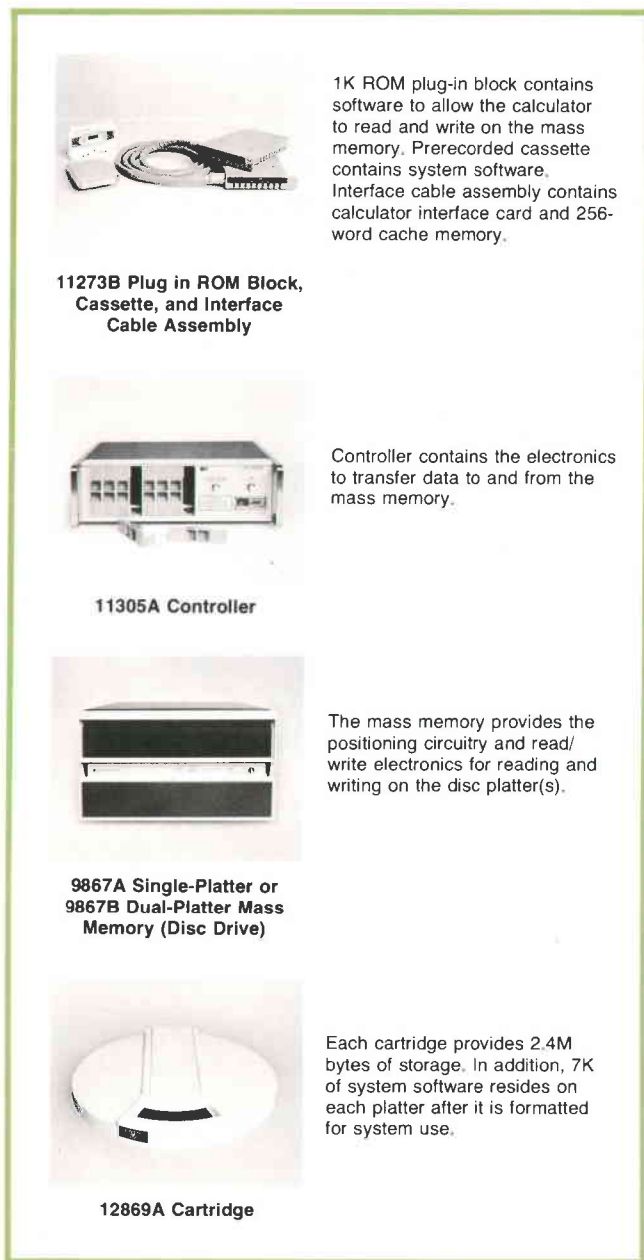 1K ROM plug-in block contains
software to allow the calculator
to read and write on the mass
memory. Prerecorded cassette
contains system software.
Interface cable assembly contains
calculator interface card and 256-
word cache memory.
11273B Plug in ROM Block,
Cassette, and Interface
Cable Assembly
Controller contains the electronics
to transfer data to and from the
mass memory.
11305A Controller
The mass memory provides the
positioning circuitry and read/
write electronics for reading and
writing on the disc platter(s).
9867A Single-Platter or
9867B Dual-Platter Mass
Memory (Disc Drive)
Each cartridge provides 2.4M
bytes of storage. In addition, 7K
of system software resides on
each platter after it is formatted
for system use.
12869A Cartridge